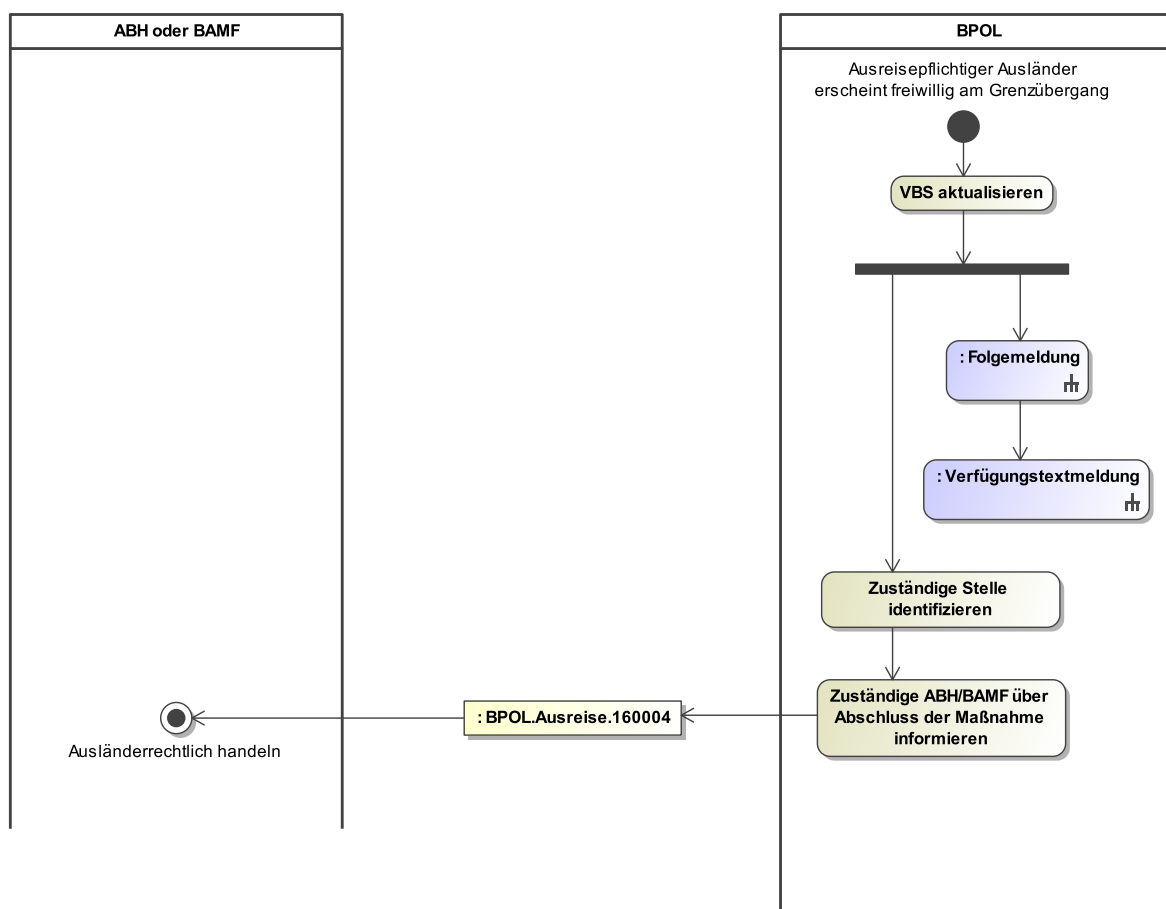 ABH oder BAMF
BPOL
Ausreisepflichtiger Ausländer
erscheint freiwillig am Grenzübergang
VBS aktualisieren
: Folgemeldung
: Verfügungstextmeldung
Zuständige Stelle
identifizieren
Zuständige ABH/BAMF über
Abschluss der Maßnahme
informieren
: BPOL.Ausreise.160004
Ausländerrechtlich handeln